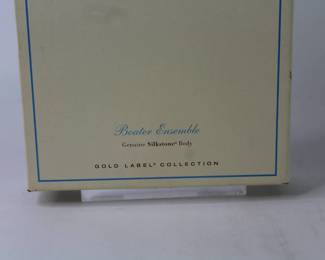 Boater Ensemble
Genuine Silkstone® Body
GOLD LABEL® COLLECTION